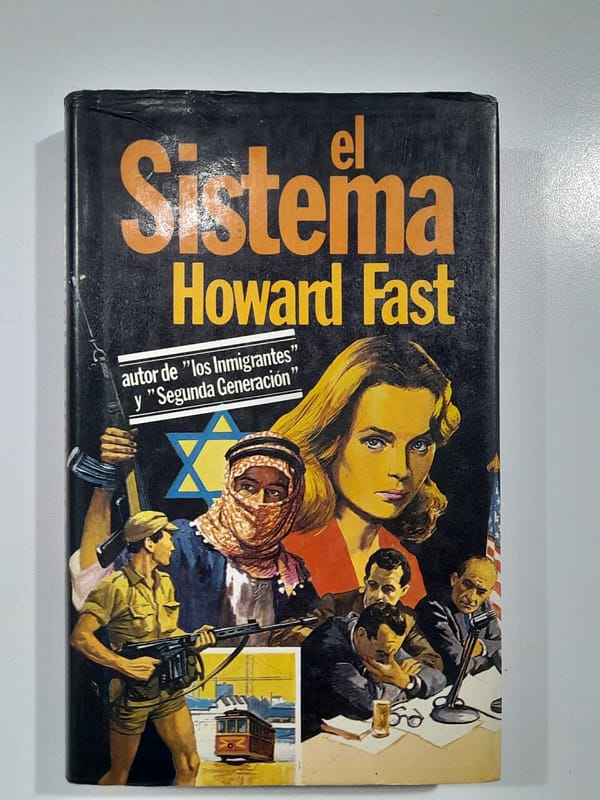 el
Sistema
Howard Fast
autor de "los Inmigrantes"
y "Segunda Generación"